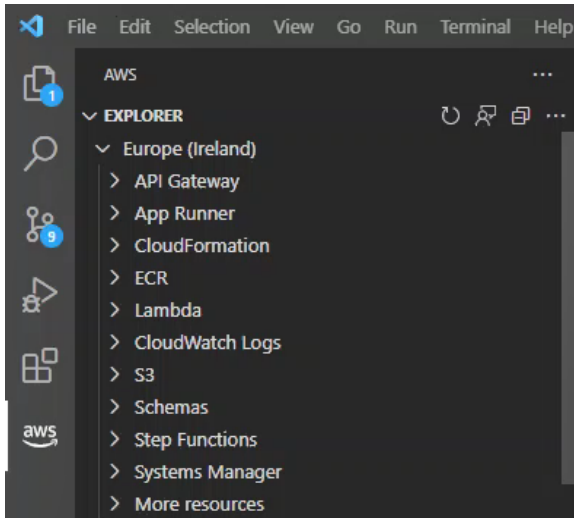 File Edit Selection View Go Run Terminal Help
AWS
EXPLORER
1
Europe (Ireland)
API Gateway
App Runner
CloudFormation
9
ECR
Lambda
CloudWatch Logs
S3
Schemas
aws
Step Functions
Systems Manager
More resources